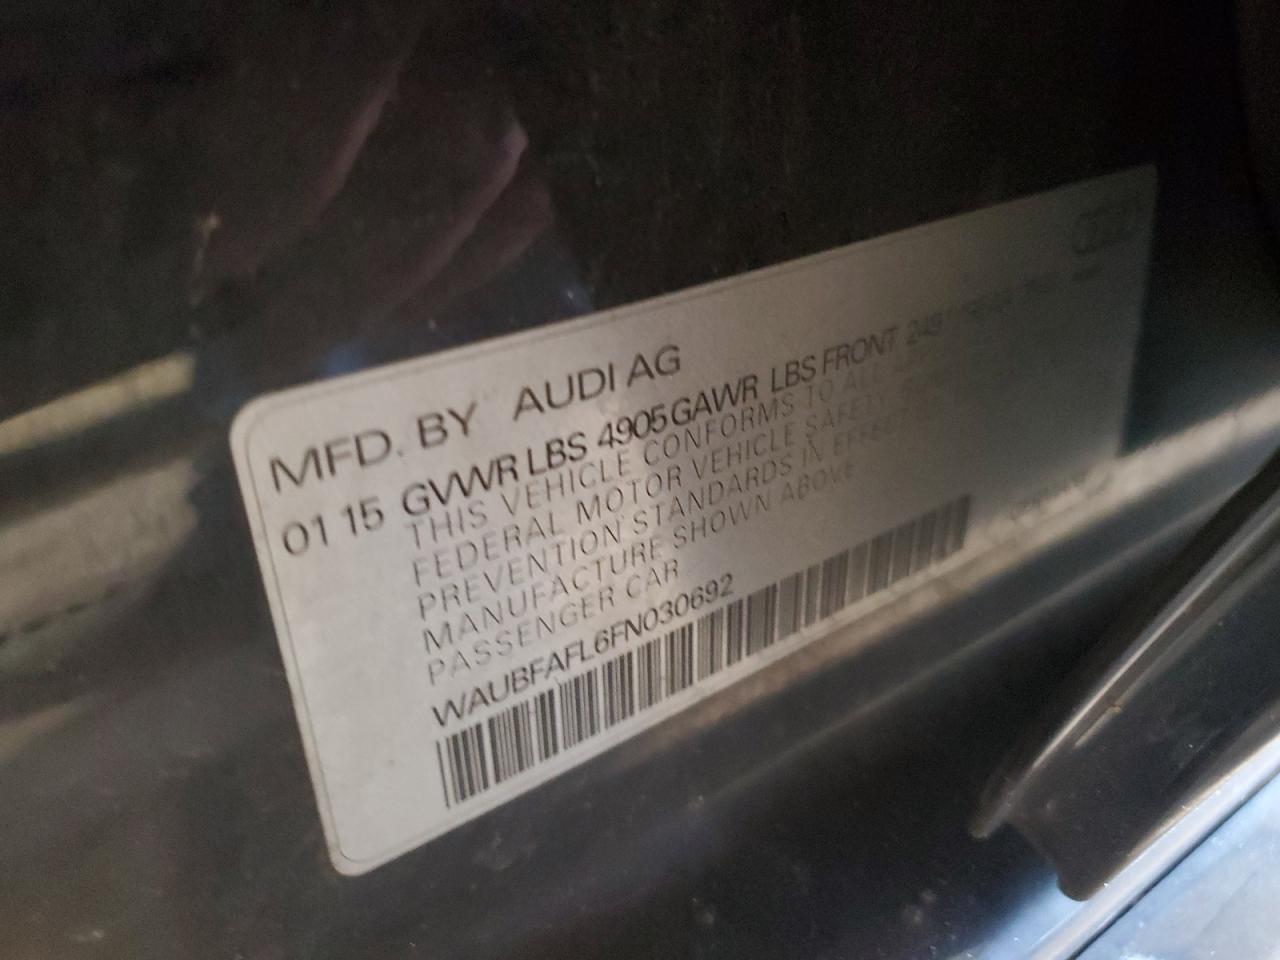 MFD. BY AUDI AG
01 15 GVWR LBS 4905 GAWR LBS FRONT
THIS VEHICLE CONFORMS TO ALL
FEDERAL MOTOR VEHICLE SAFETY
PREVENTION STANDARDS IN EFFECT
MANUFACTURE SHOWN ABOVE
PASSENGER CAR
WAUBFAFL6FN030692